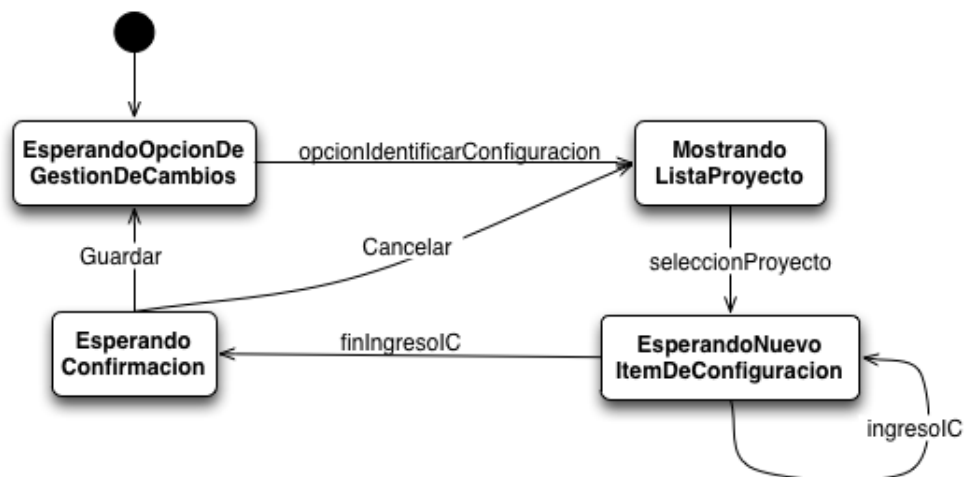 EsperandoOpcionDe
GestionDeCambios
opcionIdentificarConfiguracion
Mostrando
ListaProyecto
Guardar
Cancelar
seleccionProyecto
Esperando
Confirmacion
finIngresoIC
EsperandoNuevo
ItemDeConfiguracion
ingresoIC